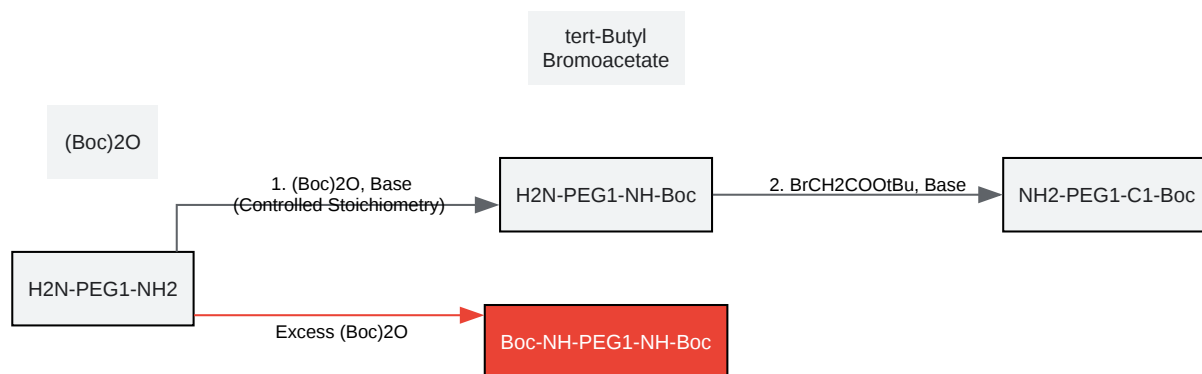 tert-Butyl
Bromoacetate
(Boc)2O
1. (Boc)2O, Base
(Controlled Stoichiometry)
H2N-PEG1-NH-Boc
2. BrCH2COOtBu, Base
NH2-PEG1-C1-Boc
H2N-PEG1-NH2
Excess (Boc)2O
Boc-NH-PEG1-NH-Boc